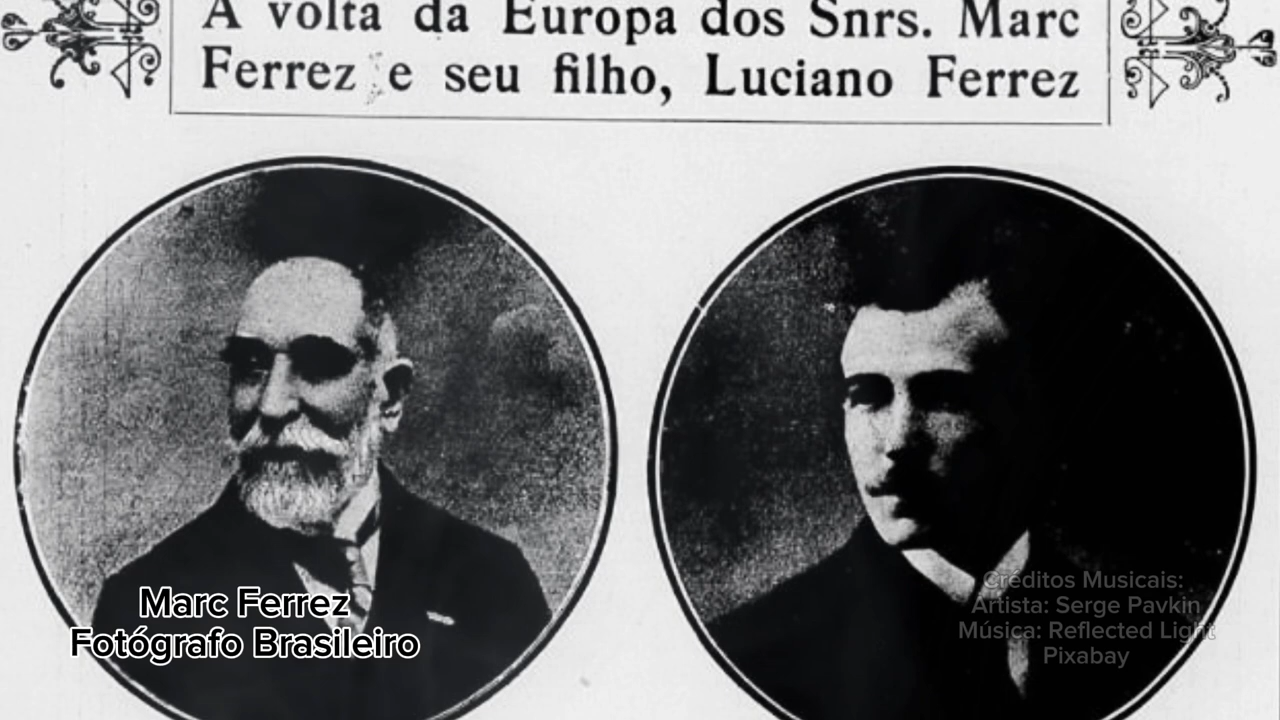 A volta da Europa dos Snrs. Marc
Ferrez e seu filho, Luciano Ferrez
Marc Ferrez
Fotógrafo Brasileiro
Créditos Musicais:
Artista: Serge Pavkin
Música: Reflected Light
Pixabay